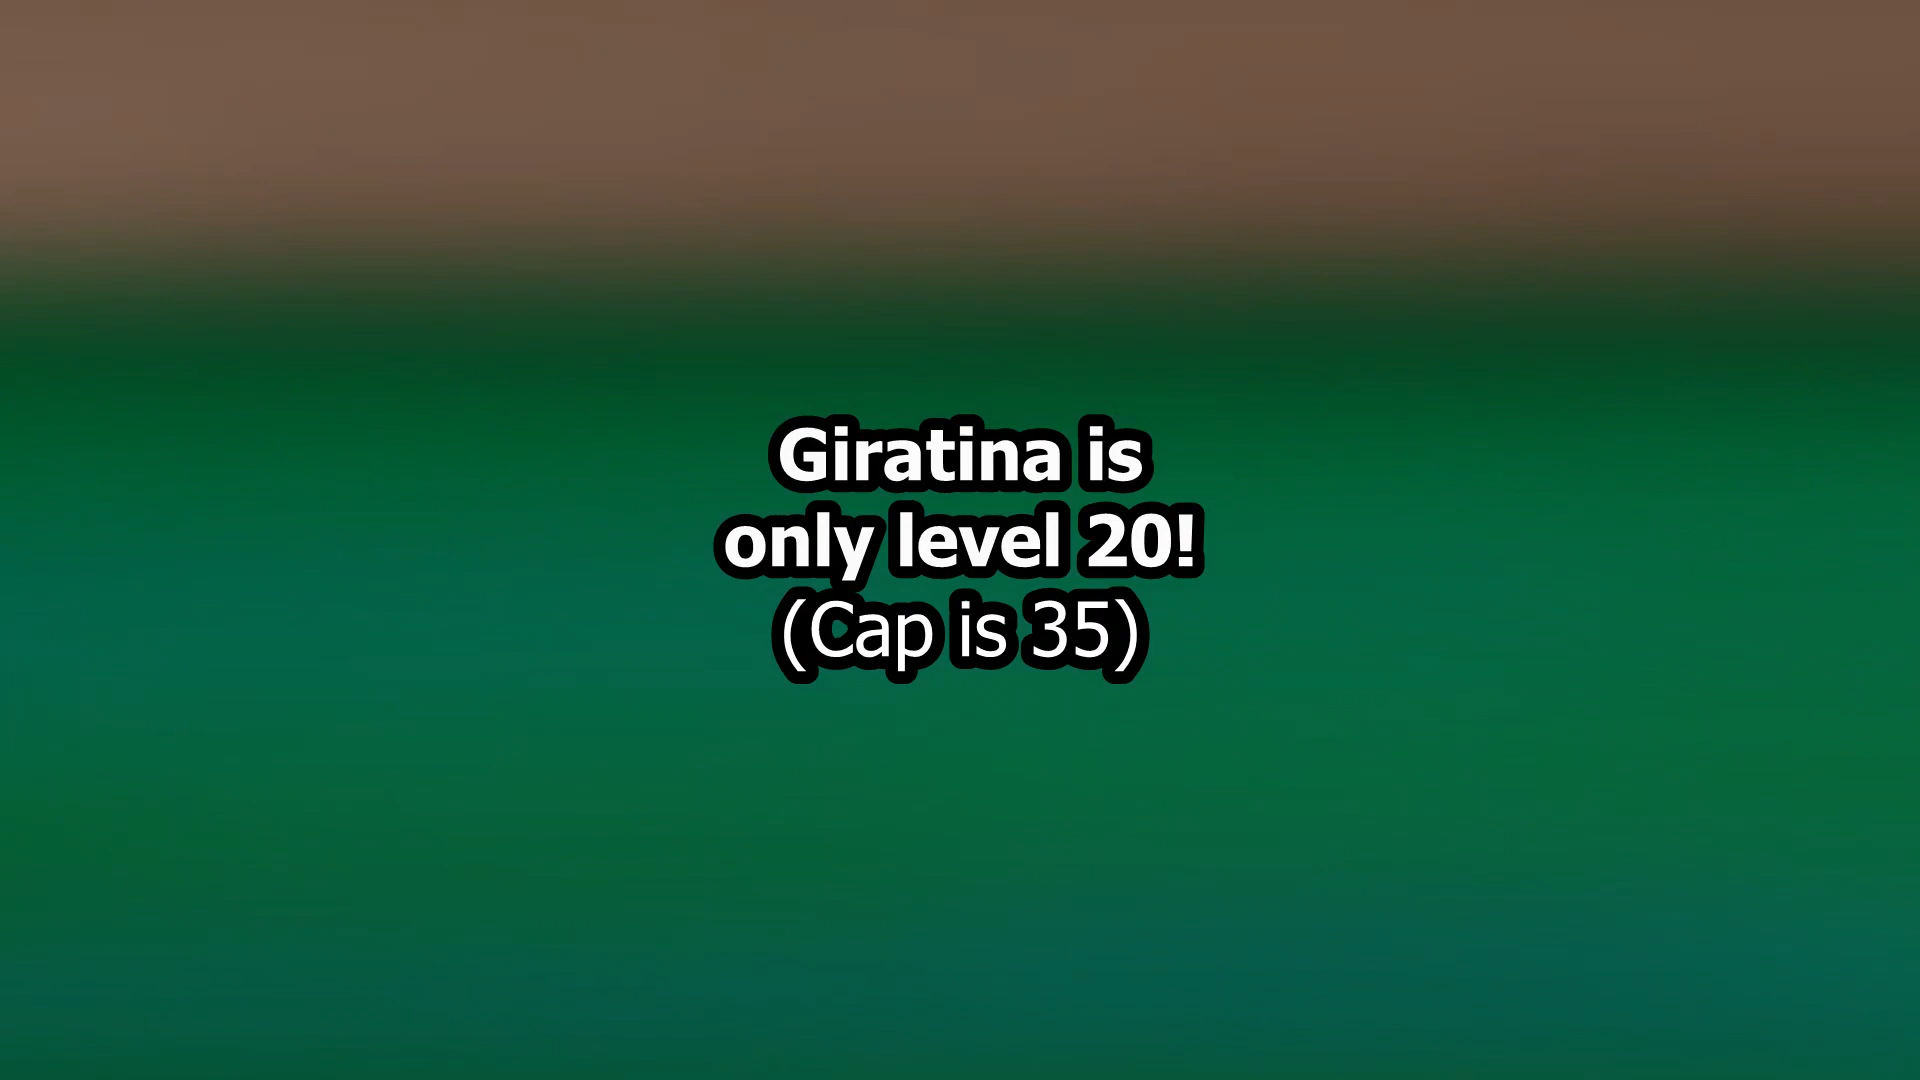 Giratina is
only level 20!
(Cap is 35)